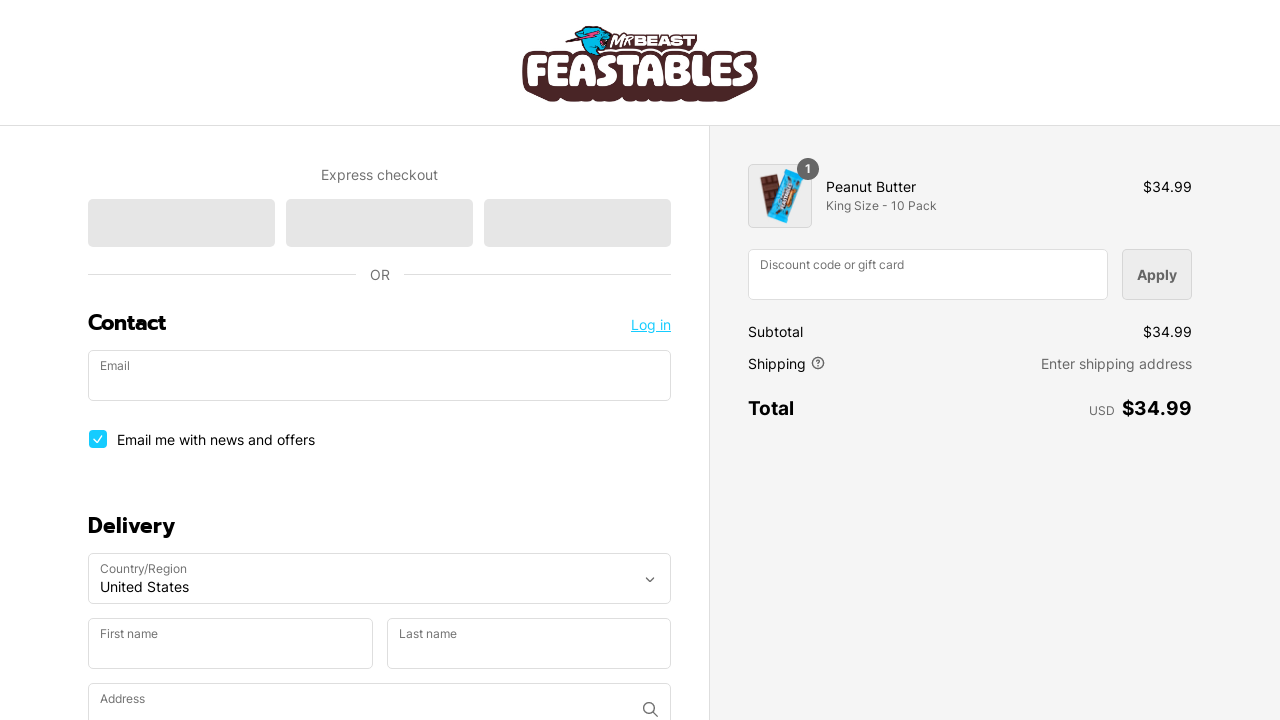 MRBEAST
FEASTABLES
Express checkout
OR
Contact
Log in
Email
Email me with news and offers
Delivery
Country/Region
United States
First name
Last name
Address
1
Peanut Butter
$34.99
King Size - 10 Pack
Discount code or gift card
Apply
Subtotal
$34.99
Shipping
Enter shipping address
Total
USD $34.99